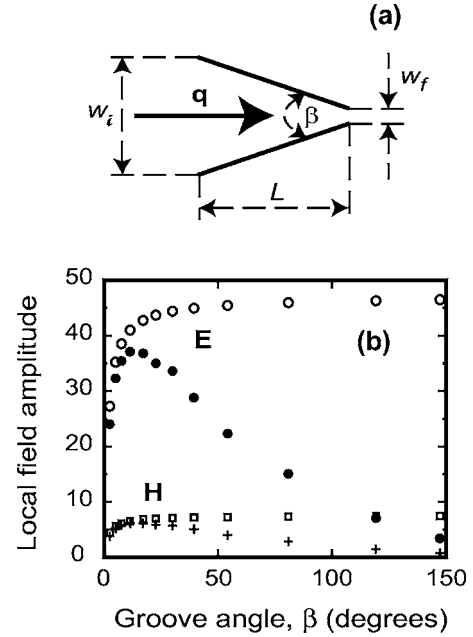 (a)
w_f
q
w_i
β
L
50
40
30
20
10
0
E
(b)
H
Local field amplitude
0 50 100 150
Groove angle, β (degrees)